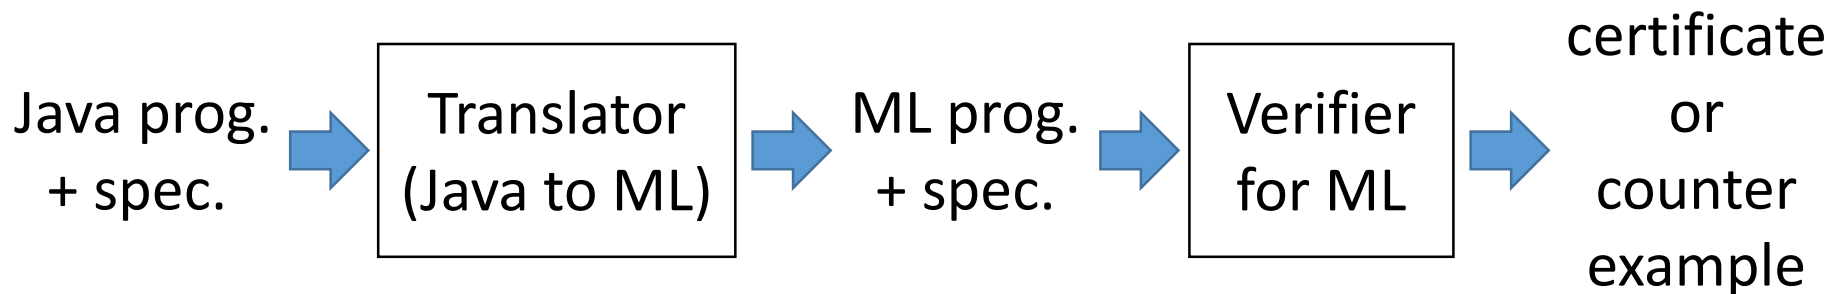 Java prog.
+ spec.
Translator
(Java to ML)
ML prog.
+ spec.
Verifier
for ML
certificate
or
counter
example